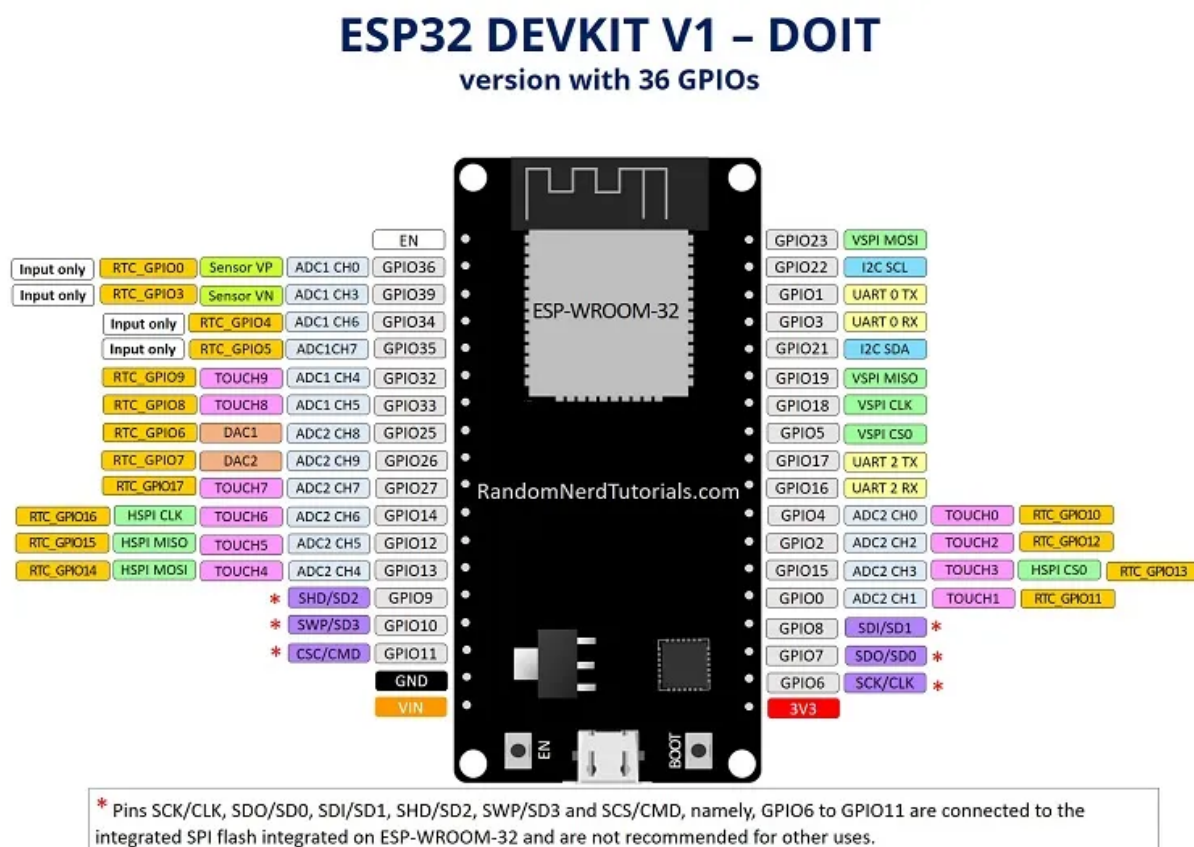 ESP32 DEVKIT V1 – DOIT
version with 36 GPIOs
EN
Input only RTC_GPIO0 Sensor VP ADC1 CH0 GPIO36
Input only RTC_GPIO3 Sensor VN ADC1 CH3 GPIO39
Input only RTC_GPIO4 ADC1 CH6 GPIO34
Input only RTC_GPIO5 ADC1CH7 GPIO35
RTC_GPIO9 TOUCH9 ADC1 CH4 GPIO32
RTC_GPIO8 TOUCH8 ADC1 CH5 GPIO33
RTC_GPIO6 DAC1 ADC2 CH8 GPIO25
RTC_GPIO7 DAC2 ADC2 CH9 GPIO26
RTC_GPIO17 TOUCH7 ADC2 CH7 GPIO27
RTC_GPIO16 HSPI CLK TOUCH6 ADC2 CH6 GPIO14
RTC_GPIO15 HSPI MISO TOUCH5 ADC2 CH5 GPIO12
RTC_GPIO14 HSPI MOSI TOUCH4 ADC2 CH4 GPIO13
* SHD/SD2 GPIO9
* SWP/SD3 GPIO10
* CSC/CMD GPIO11
GND
VIN
ESP-WROOM-32
RandomNerdTutorials.com
EN
BOOT
GPIO23 VSPI MOSI
GPIO22 I2C SCL
GPIO1 UART 0 TX
GPIO3 UART 0 RX
GPIO21 I2C SDA
GPIO19 VSPI MISO
GPIO18 VSPI CLK
GPIO5 VSPI CS0
GPIO17 UART 2 TX
GPIO16 UART 2 RX
GPIO4 ADC2 CH0 TOUCH0 RTC_GPIO10
GPIO2 ADC2 CH2 TOUCH2 RTC_GPIO12
GPIO15 ADC2 CH3 TOUCH3 HSPI CS0 RTC_GPIO13
GPIO0 ADC2 CH1 TOUCH1 RTC_GPIO11
GPIO8 SDI/SD1 *
GPIO7 SDO/SD0 *
GPIO6 SCK/CLK *
3V3
* Pins SCK/CLK, SDO/SD0, SDI/SD1, SHD/SD2, SWP/SD3 and SCS/CMD, namely, GPIO6 to GPIO11 are connected to the
integrated SPI flash integrated on ESP-WROOM-32 and are not recommended for other uses.